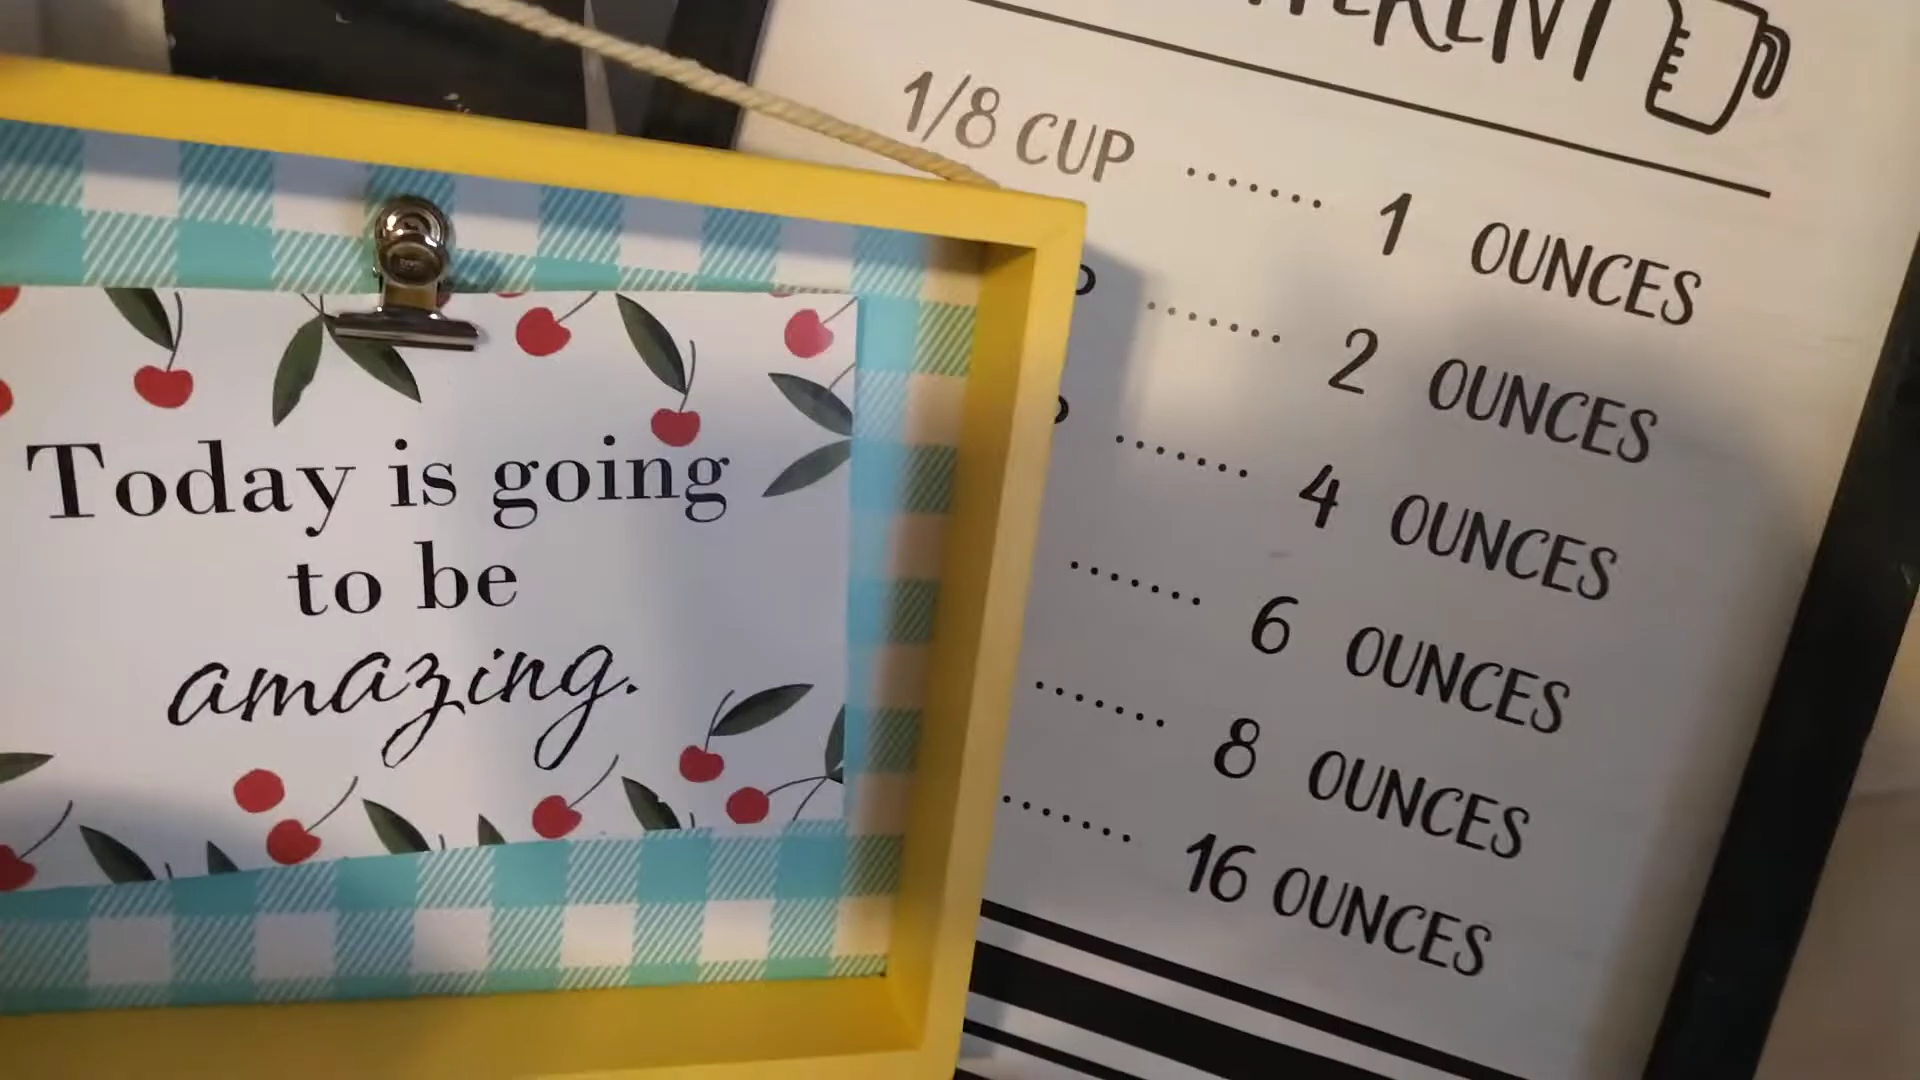 Today is going
to be
amazing.
1/8 CUP ....... 1 OUNCES
....... 2 OUNCES
....... 4 OUNCES
....... 6 OUNCES
....... 8 OUNCES
....... 16 OUNCES